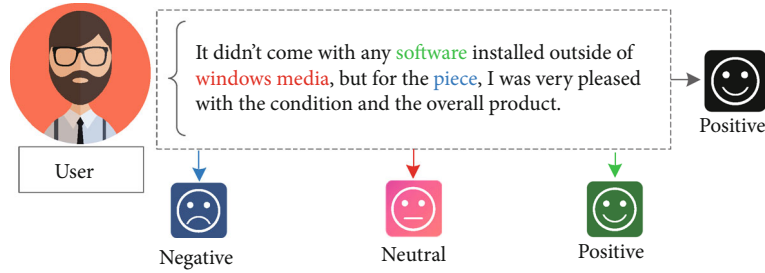 It didn't come with any software installed outside of
windows media, but for the piece, I was very pleased
with the condition and the overall product.
Positive
User
Negative
Neutral
Positive